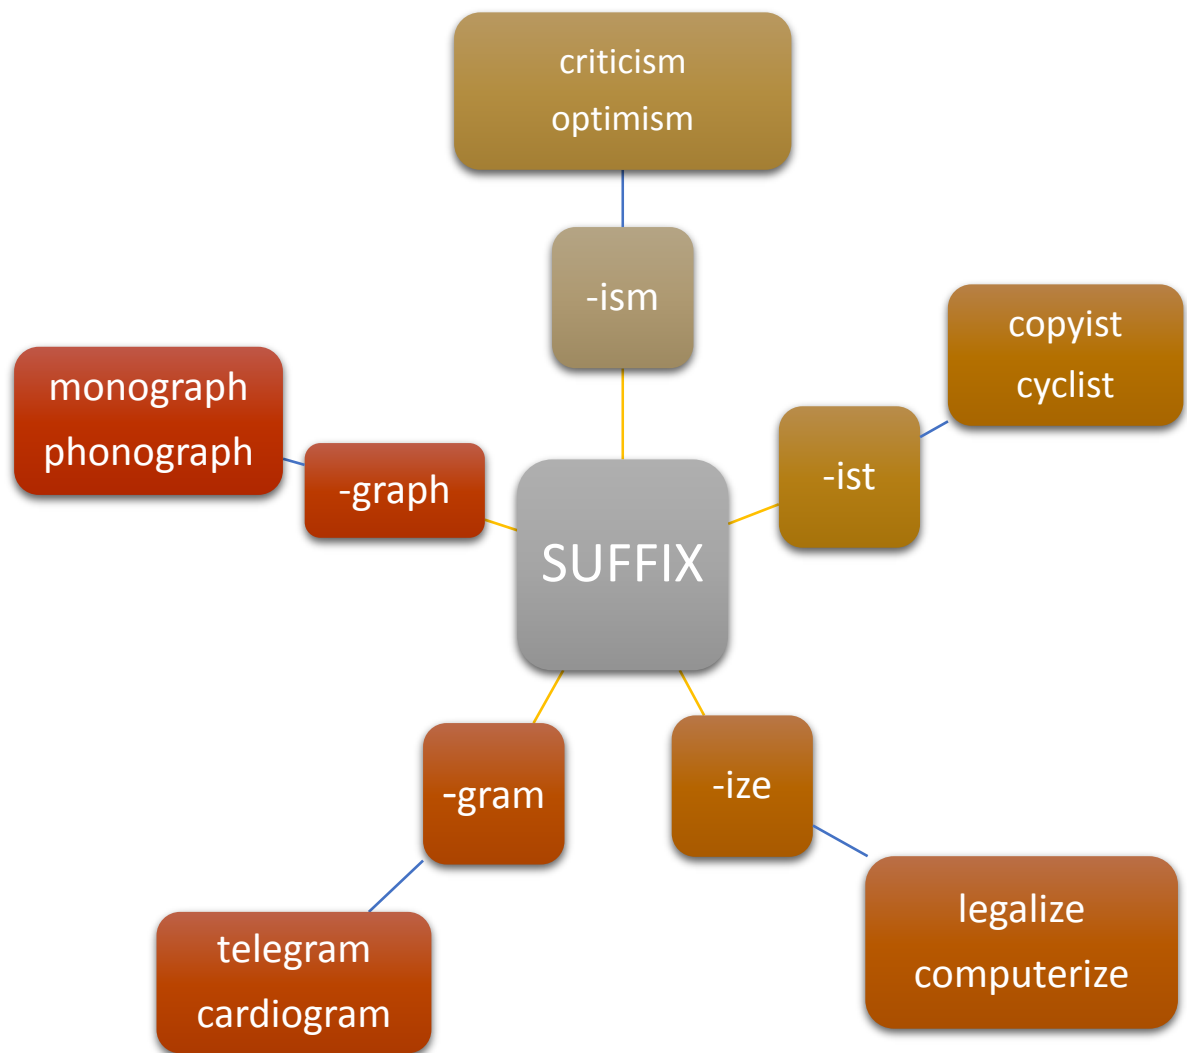 criticism
optimism
-ism
copyist
cyclist
monograph
phonograph
-ist
-graph
SUFFIX
-gram
-ize
legalize
computerize
telegram
cardiogram